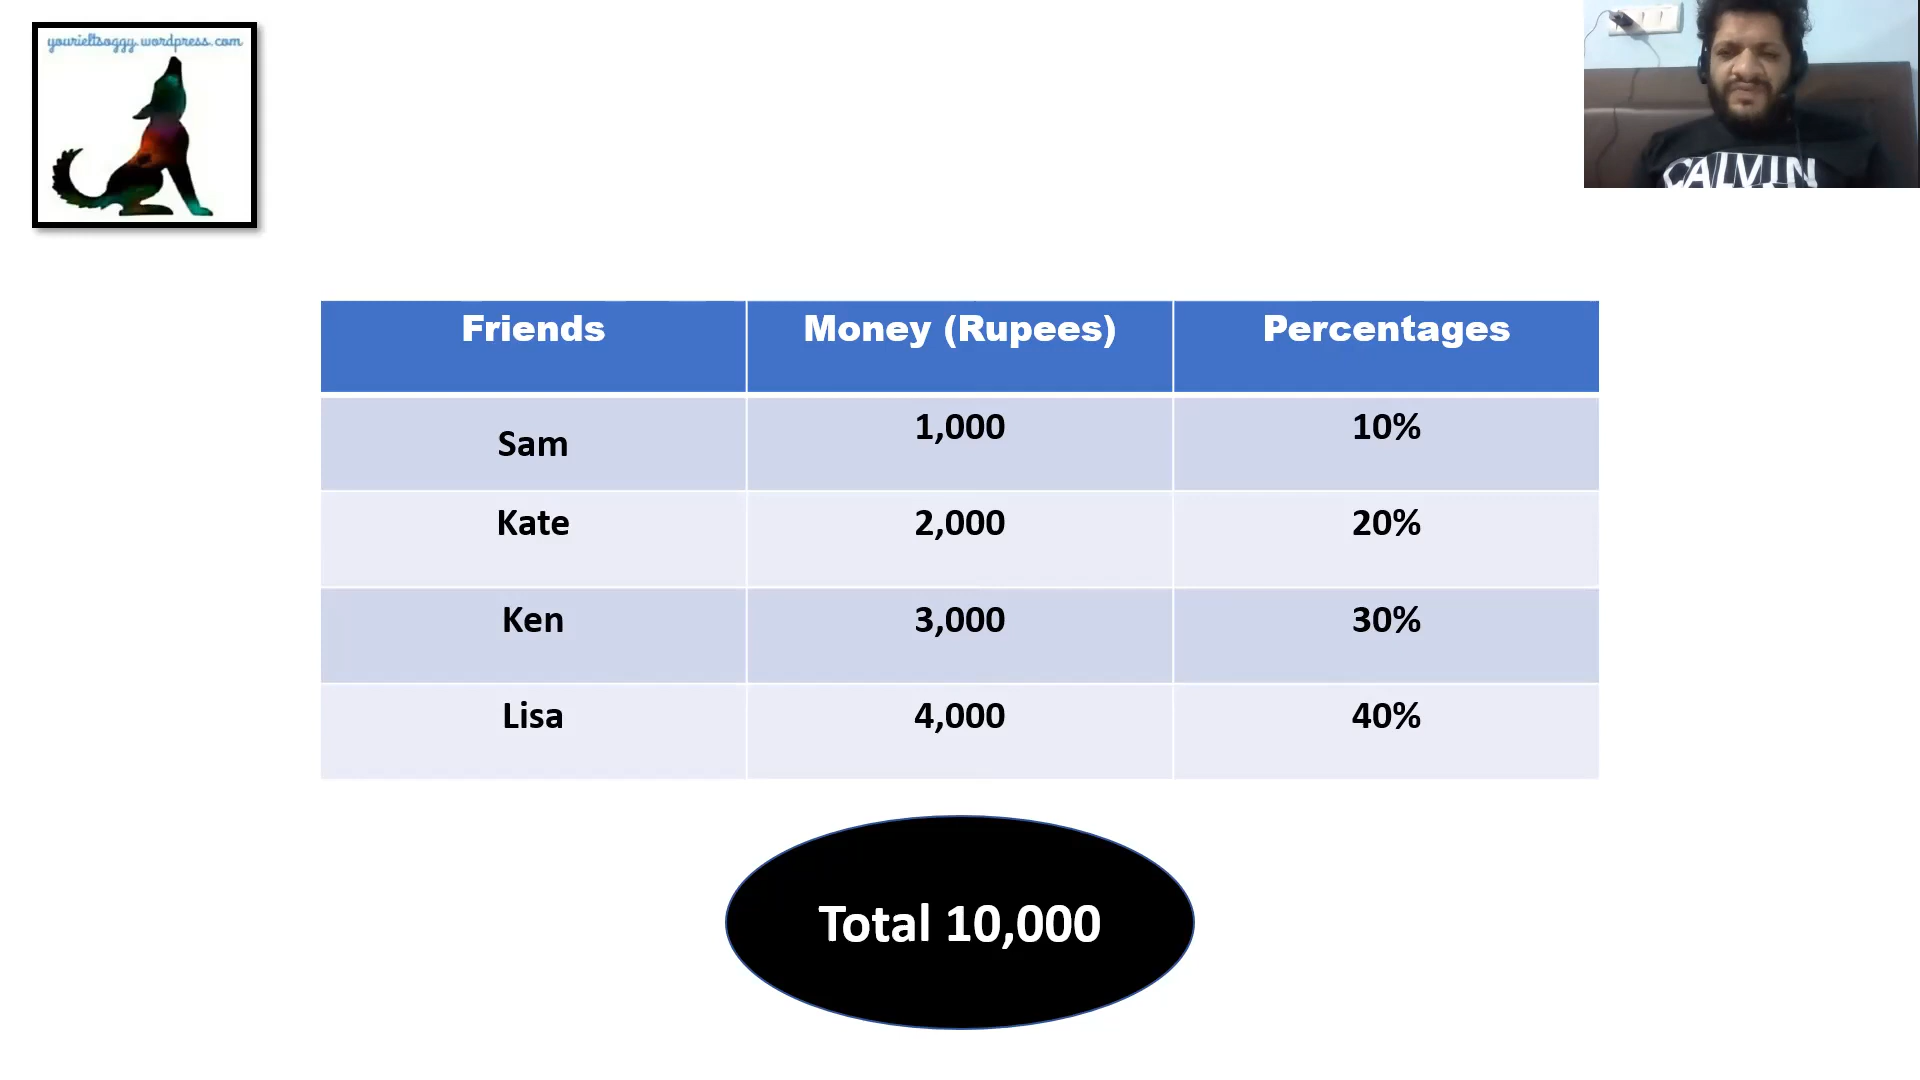 yourieltsoggy.wordpress.com
CALVIN
Friends Money (Rupees) Percentages
Sam 1,000 10%
Kate 2,000 20%
Ken 3,000 30%
Lisa 4,000 40%
Total 10,000